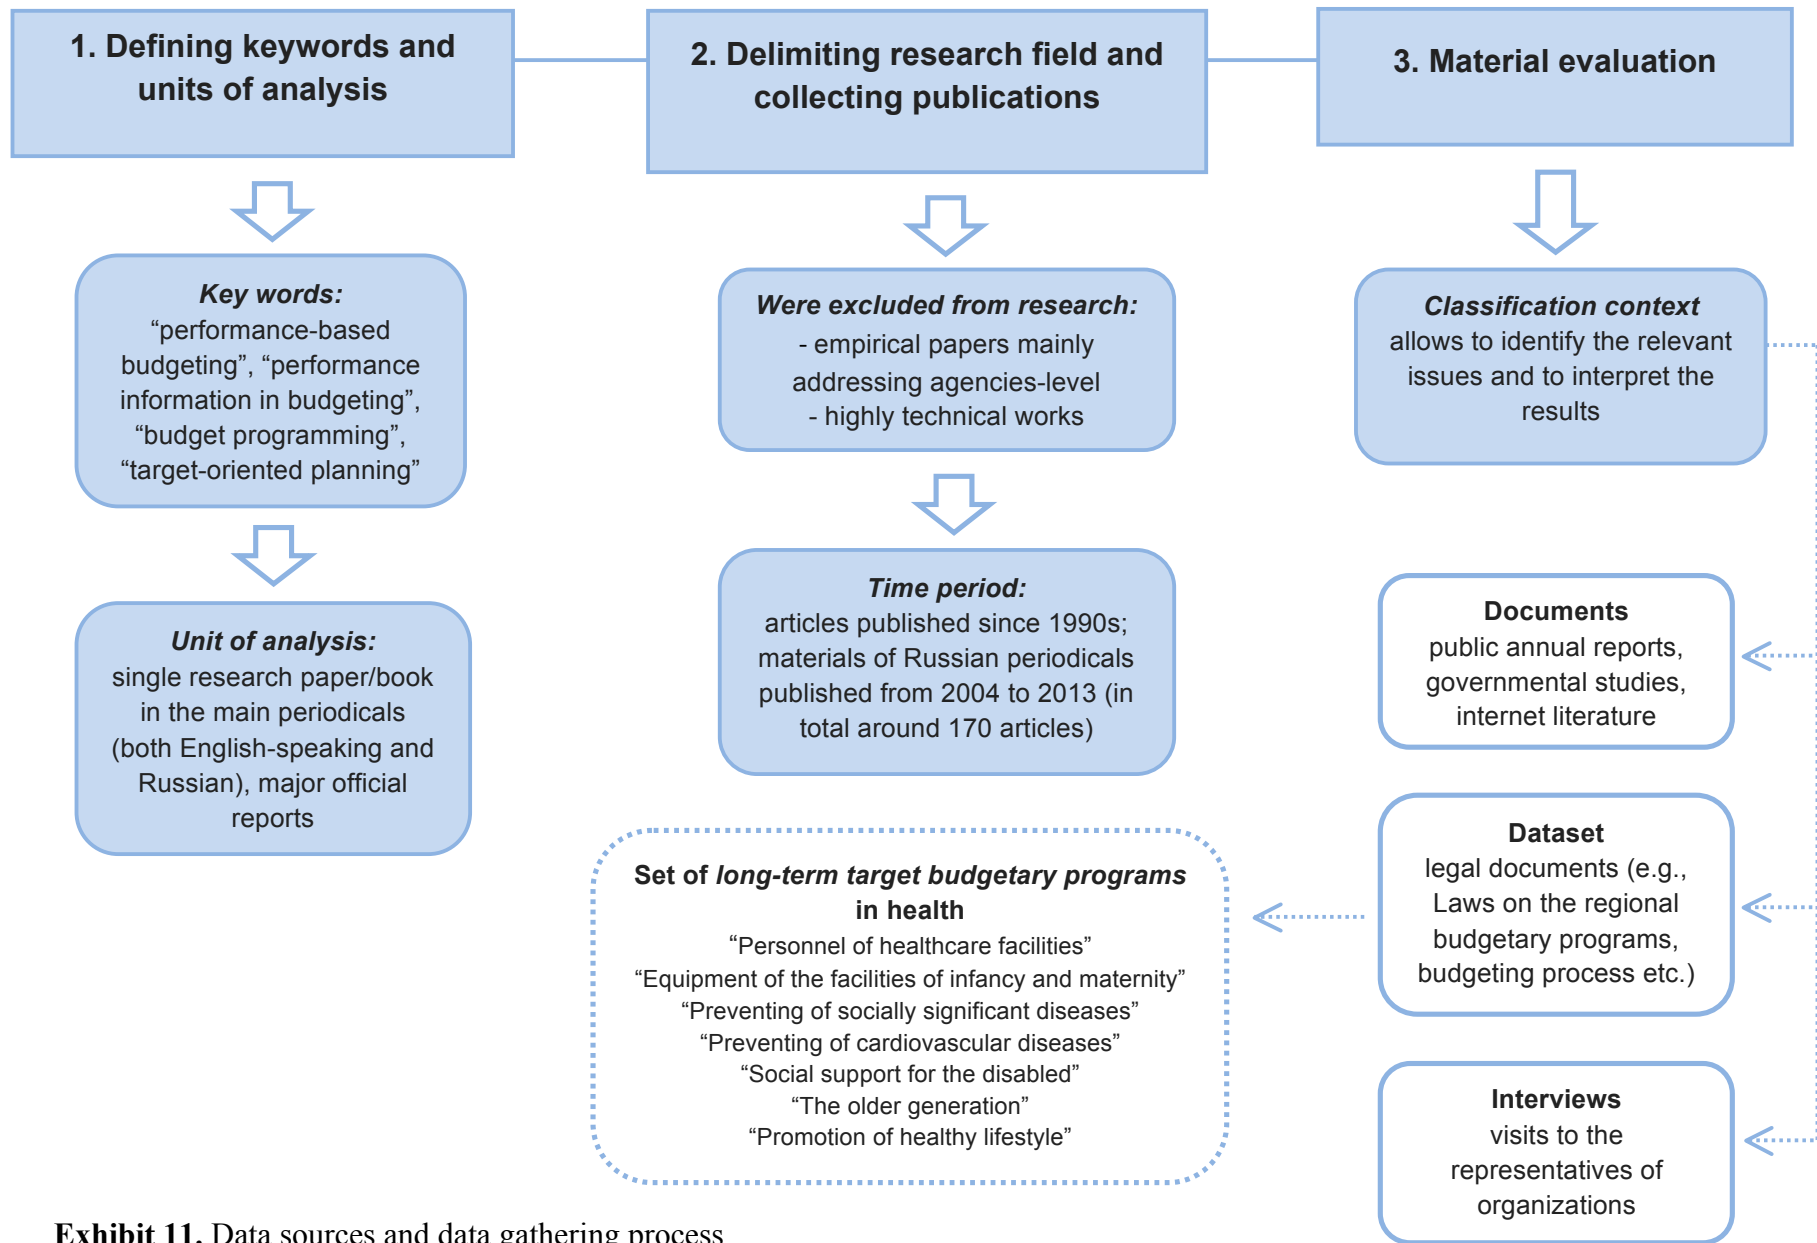 1. Defining keywords and
units of analysis
2. Delimiting research field and
collecting publications
3. Material evaluation
Key words:
“performance-based
budgeting”, “performance
information in budgeting”,
“budget programming”,
“target-oriented planning”
Unit of analysis:
single research paper/book
in the main periodicals
(both English-speaking and
Russian), major official
reports
Were excluded from research:
- empirical papers mainly
addressing agencies-level
- highly technical works
Time period:
articles published since 1990s;
materials of Russian periodicals
published from 2004 to 2013 (in
total around 170 articles)
Classification context
allows to identify the relevant
issues and to interpret the
results
Documents
public annual reports,
governmental studies,
internet literature
Dataset
legal documents (e.g.,
Laws on the regional
budgetary programs,
budgeting process etc.)
Set of long-term target budgetary programs
in health
“Personnel of healthcare facilities”
“Equipment of the facilities of infancy and maternity”
“Preventing of socially significant diseases”
“Preventing of cardiovascular diseases”
“Social support for the disabled”
“The older generation”
“Promotion of healthy lifestyle”
Interviews
visits to the
representatives of
organizations
Exhibit 11. Data sources and data gathering process